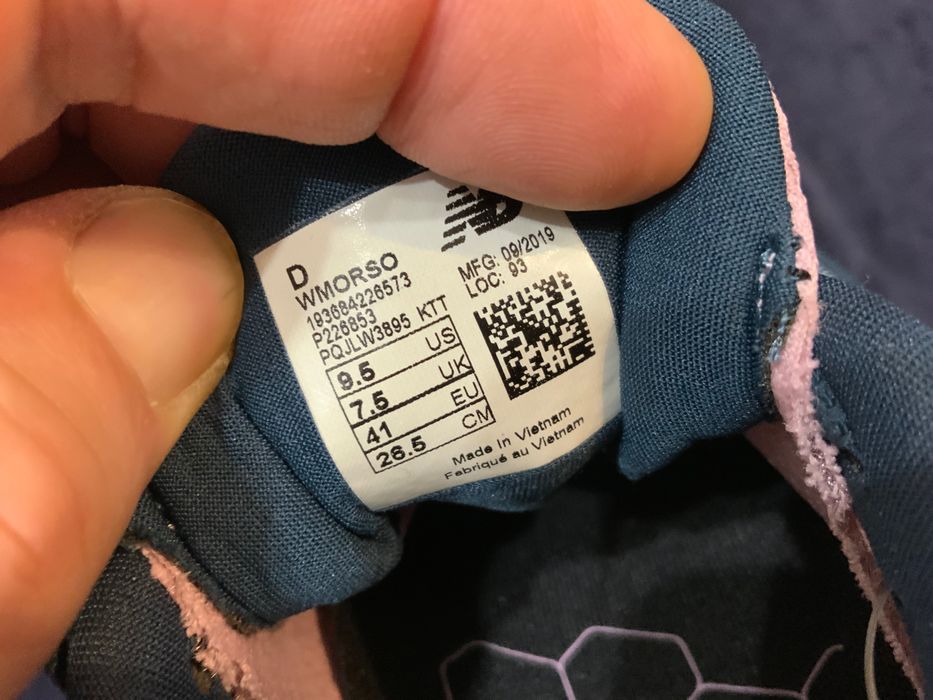 NB
D
WMORSO
193684226573
P226853
PQJLW3895 KTT
MFG: 09/2019
LOC: 93
9.5 US
7.5 UK
41 EU
26.5 CM
Made in Vietnam
Fabriqué au Vietnam